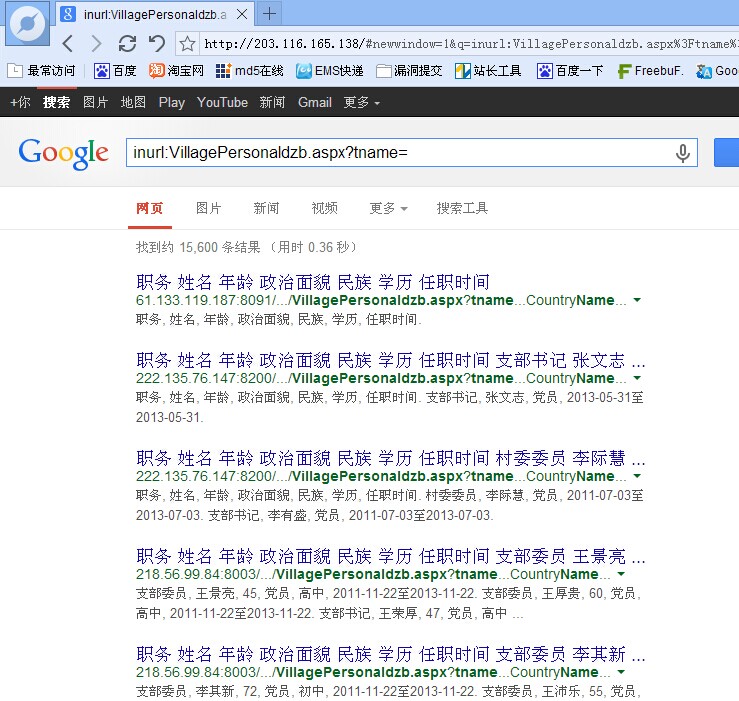 inurl:VillagePersonaldzb.a
http://203.116.165.138/#newwindow=1&q=inurl:VillagePersonaldzb.aspx%3Ftname%
最常访问 百度 淘宝网 md5在线 EMS快递 漏洞提交 站长工具 百度一下 FreebuF. Goo
+你 搜索 图片 地图 Play YouTube 新闻 Gmail 更多
Google inurl:VillagePersonaldzb.aspx?tname=
网页 图片 新闻 视频 更多 搜索工具
找到约 15,600 条结果 （用时 0.36 秒）
职务 姓名 年龄 政治面貌 民族 学历 任职时间
61.133.119.187:8091/.../VillagePersonaldzb.aspx?tname...CountryName...
职务, 姓名, 年龄, 政治面貌, 民族, 学历, 任职时间.
职务 姓名 年龄 政治面貌 民族 学历 任职时间 支部书记 张文志 ...
222.135.76.147:8200/.../VillagePersonaldzb.aspx?tname...CountryName...
职务, 姓名, 年龄, 政治面貌, 民族, 学历, 任职时间. 支部书记, 张文志, 党员, 2013-05-31至
2013-05-31.
职务 姓名 年龄 政治面貌 民族 学历 任职时间 村委委员 李际慧 ...
222.135.76.147:8200/.../VillagePersonaldzb.aspx?tname...CountryName...
职务, 姓名, 年龄, 政治面貌, 民族, 学历, 任职时间. 村委委员, 李际慧, 党员, 2011-07-03至
2013-07-03. 支部书记, 李有盛, 党员, 2011-07-03至2013-07-03.
职务 姓名 年龄 政治面貌 民族 学历 任职时间 支部委员 王景亮 ...
218.56.99.84:8003/.../VillagePersonaldzb.aspx?tname...CountryName...
支部委员, 王景亮, 45, 党员, 高中, 2011-11-22至2013-11-22. 支部委员, 王厚贵, 60, 党员,
高中, 2011-11-22至2013-11-22. 支部书记, 王荣厚, 47, 党员, 高中 ...
职务 姓名 年龄 政治面貌 民族 学历 任职时间 支部委员 李其新 ...
218.56.99.84:8003/.../VillagePersonaldzb.aspx?tname...CountryName...
支部委员, 李其新, 72, 党员, 初中, 2011-11-22至2013-11-22. 支部委员, 王沛乐, 55, 党员,